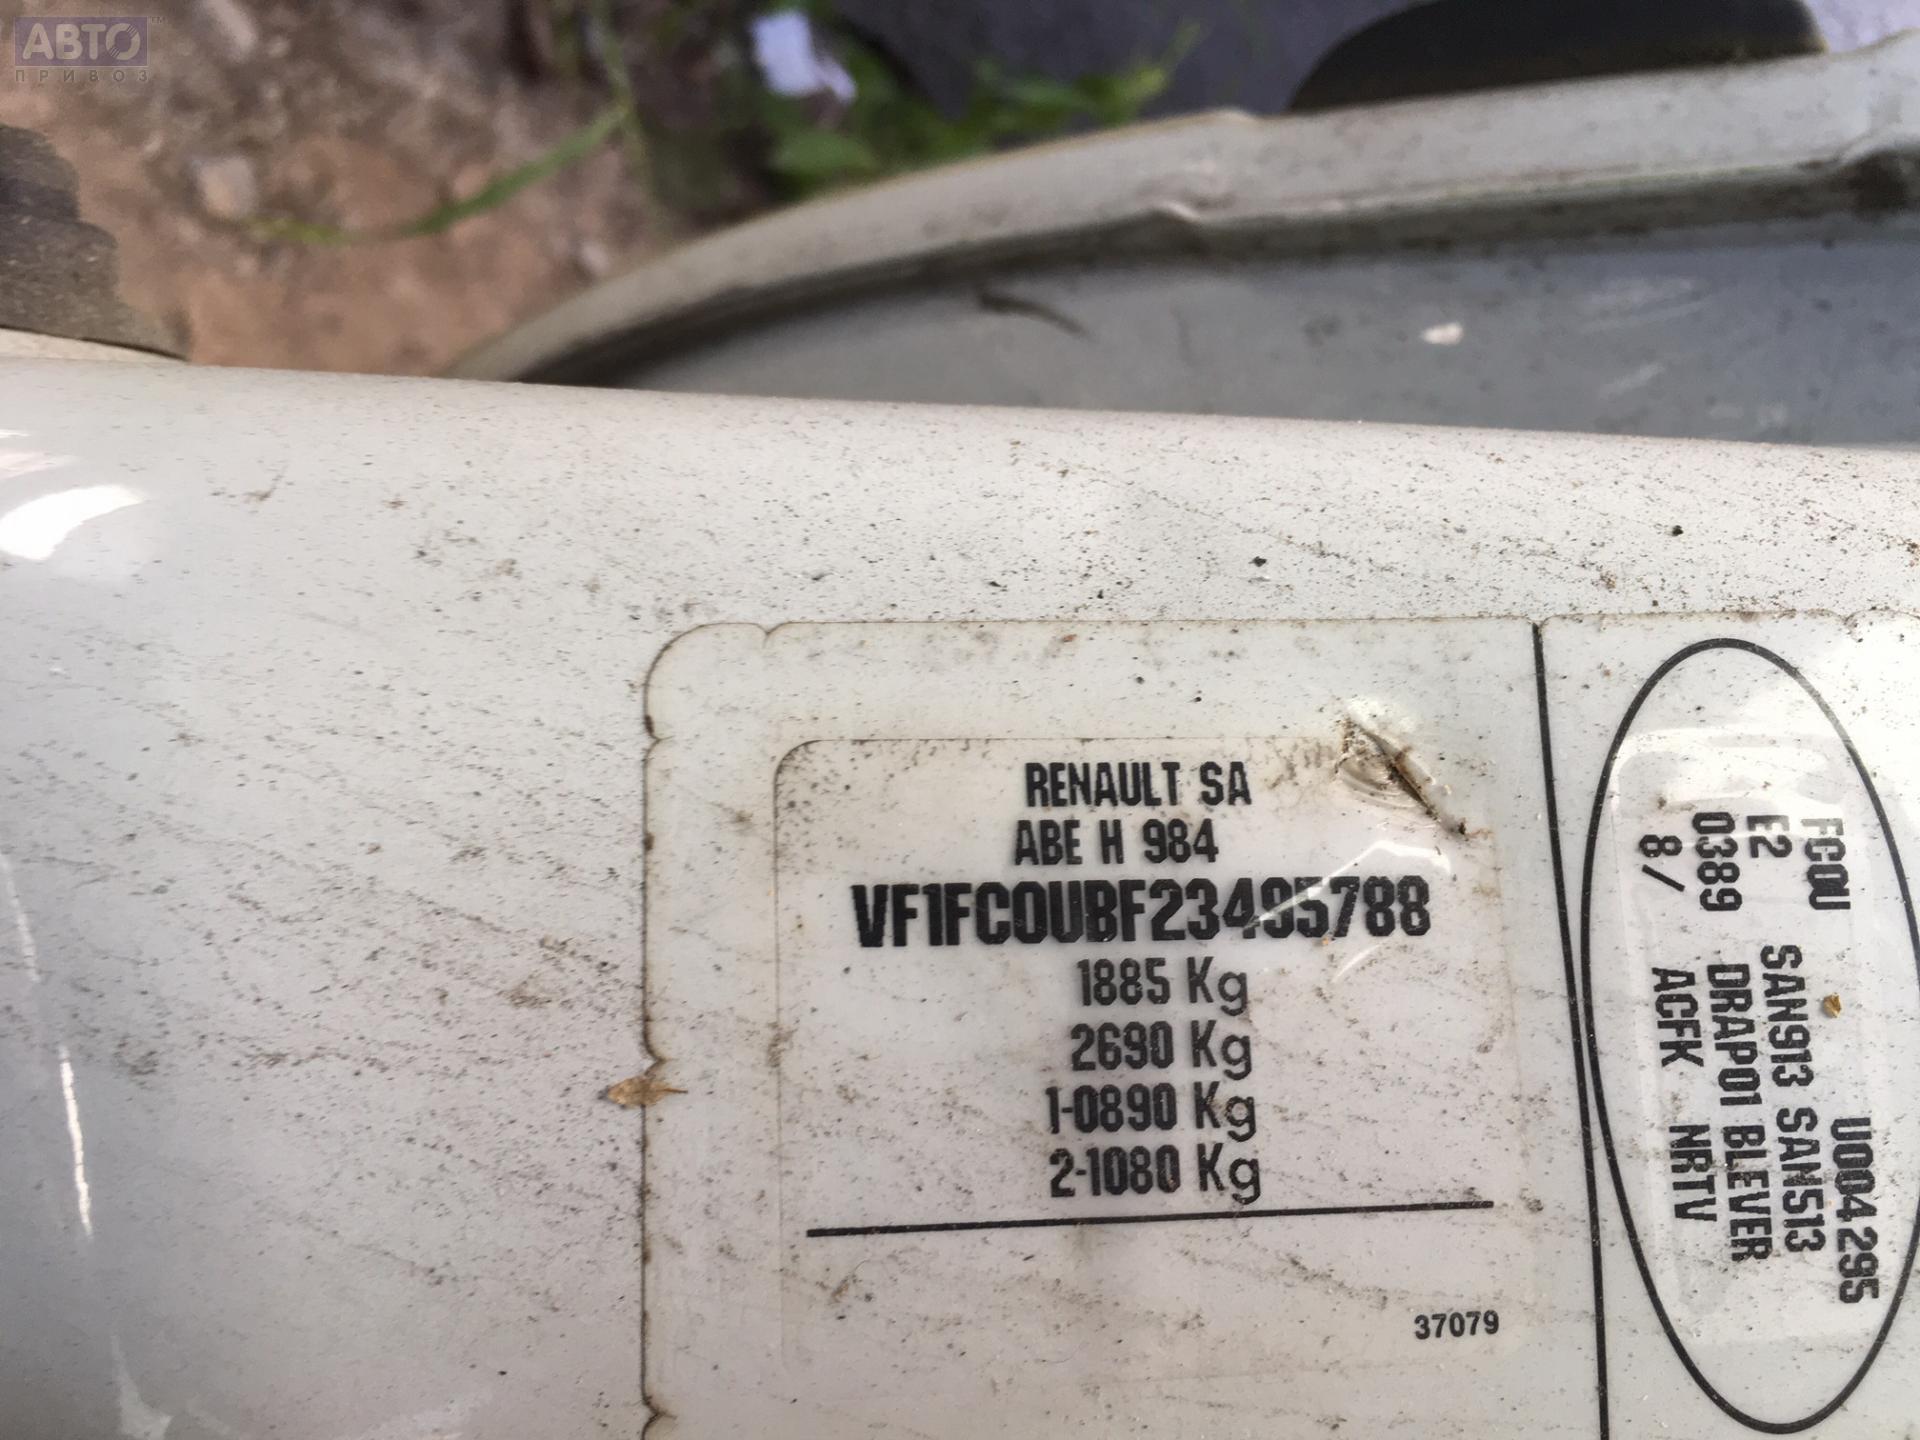 АВТО™
ПРИВОЗ
RENAULT SA
ABE H 984
VF1FC0UBF23495788
1885 Kg
2690 Kg
1-0890 Kg
2-1080 Kg
37079
FC0U U004295
E2 SAN913 SAN513
0389 DRAP01 BLEVER
8/ ACFK NRTV